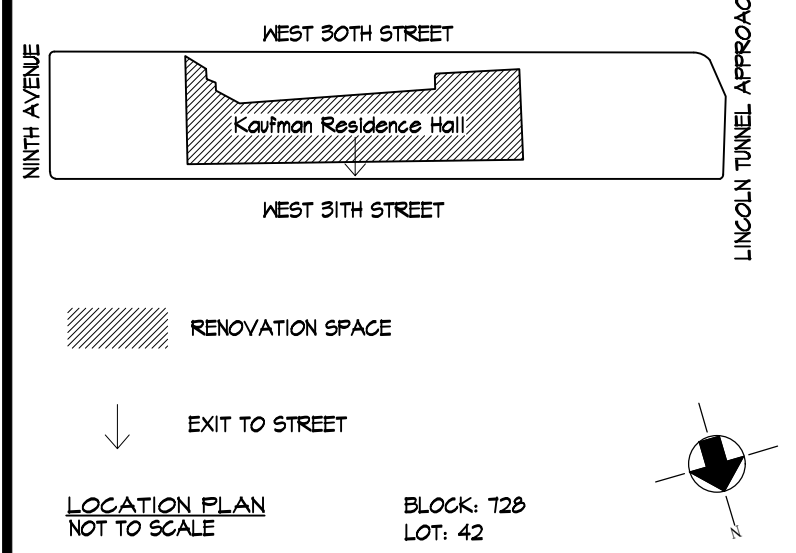 WEST 30TH STREET
NINTH AVENUE
LINCOLN TUNNEL APPROAC
Kaufman Residence Hall
WEST 31TH STREET
RENOVATION SPACE
EXIT TO STREET
LOCATION PLAN
NOT TO SCALE
BLOCK: 728
LOT: 42
N